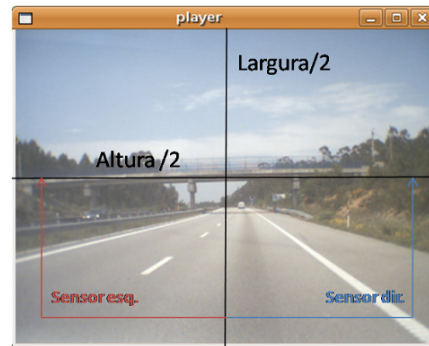 player
Largura/2
Altura/2
Sensor esq.
Sensor dir.